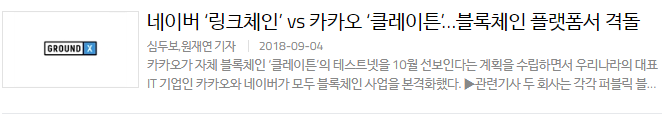 네이버 ‘링크체인’ vs 카카오 ‘클레이튼’…블록체인 플랫폼서 격돌
GROUND X
심두보,원재연 기자 | 2018-09-04
카카오가 자체 블록체인 ‘클레이튼’의 테스트넷을 10월 선보인다는 계획을 수립하면서 우리나라의 대표
IT 기업인 카카오와 네이버가 모두 블록체인 사업을 본격화했다. ▶관련기사 두 회사는 각각 퍼블릭 블…